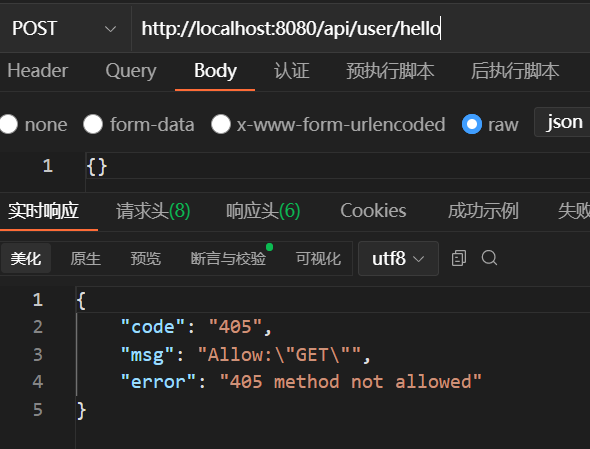 POST http://localhost:8080/api/user/hello
Header Query Body 认证 预执行脚本 后执行脚本
none form-data x-www-form-urlencoded raw json
1 {}
实时响应 请求头(8) 响应头(6) Cookies 成功示例 失败
美化 原生 预览 断言与校验 可视化 utf8
1 {
2 "code": "405",
3 "msg": "Allow:\"GET\"",
4 "error": "405 method not allowed"
5 }